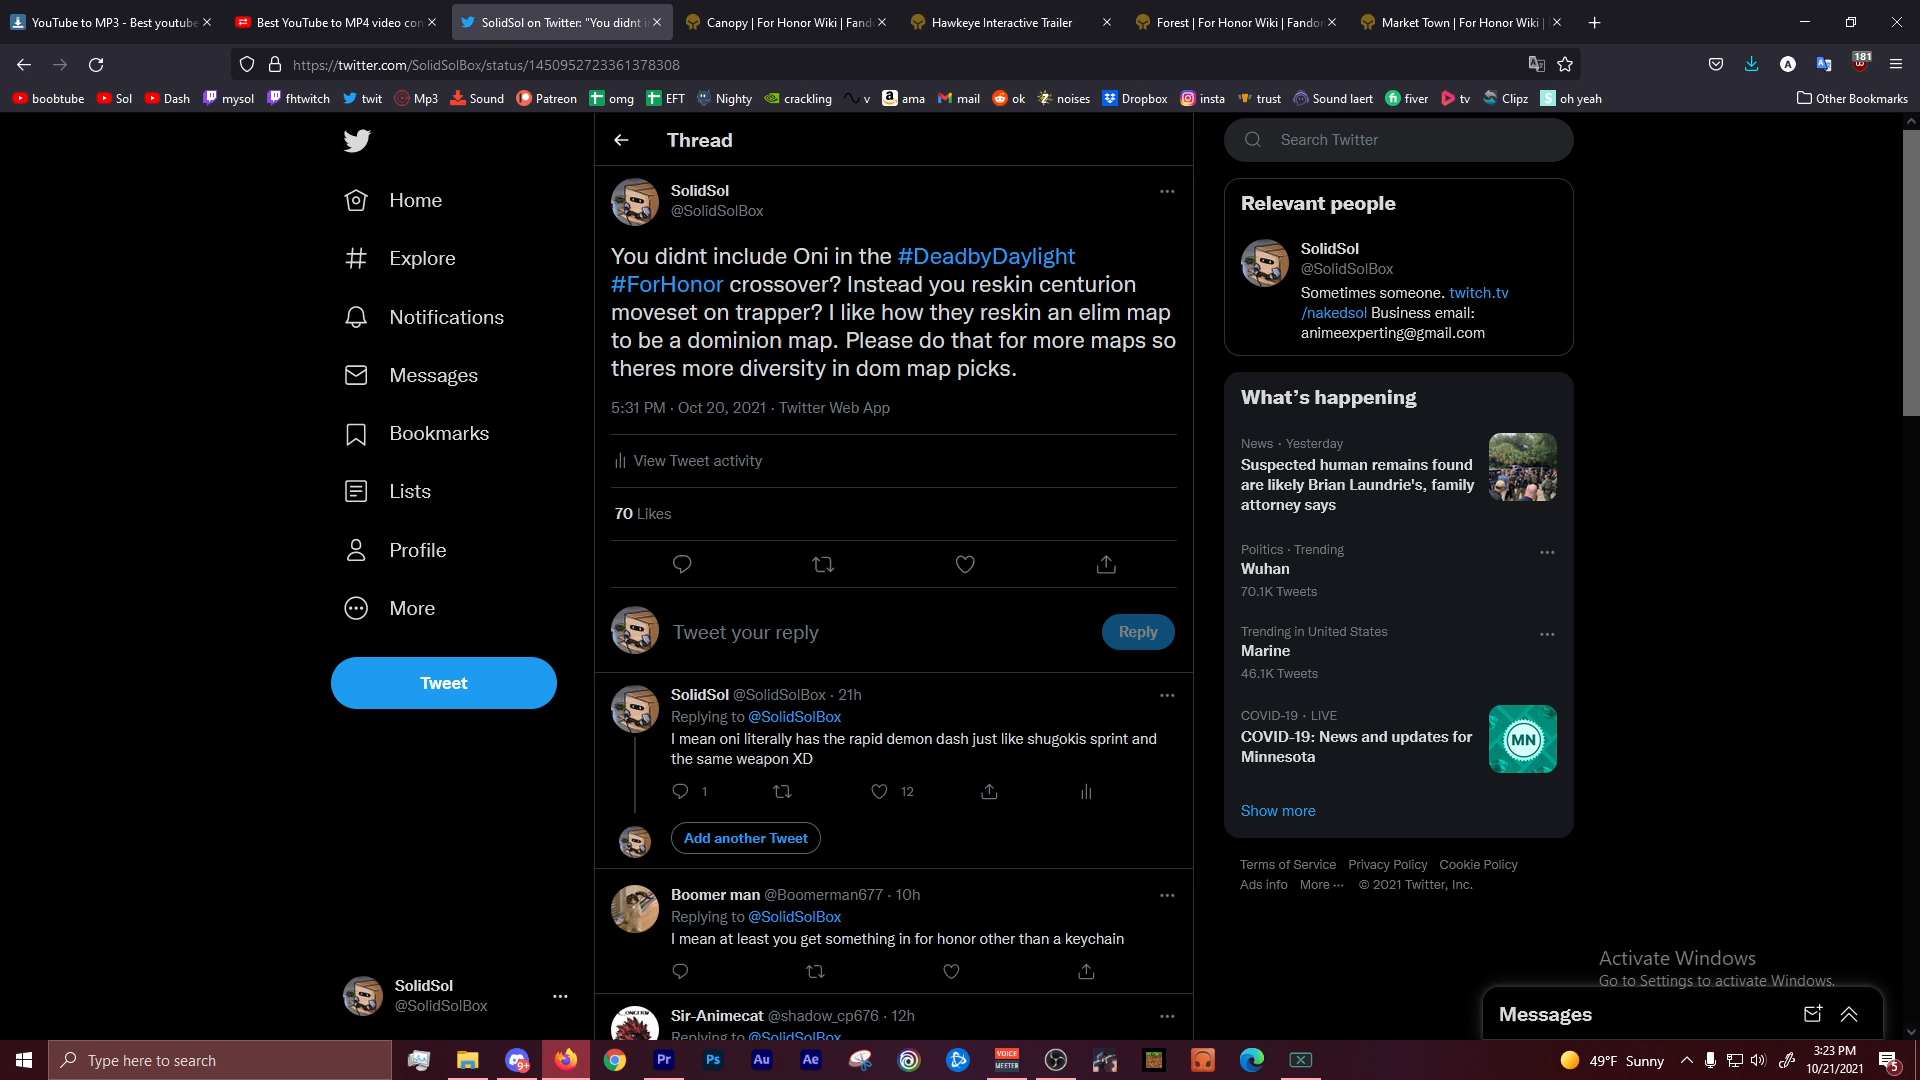 YouTube to MP3 - Best youtube
Best YouTube to MP4 video con
SolidSol on Twitter: "You didnt i
Canopy | For Honor Wiki | Fand
Hawkeye Interactive Trailer
Forest | For Honor Wiki | Fandom
Market Town | For Honor Wiki |
https://twitter.com/SolidSolBox/status/1450952723361378308
181
boobtube Sol Dash mysol fhtwitch twit Mp3 Sound Patreon omg EFT Nighty crackling v ama mail ok noises Dropbox insta trust Sound laert fiver tv Clipz oh yeah Other Bookmarks
Home
Explore
Notifications
Messages
Bookmarks
Lists
Profile
More
Tweet
SolidSol
@SolidSolBox
Thread
SolidSol
@SolidSolBox
You didnt include Oni in the #DeadbyDaylight
#ForHonor crossover? Instead you reskin centurion
moveset on trapper? I like how they reskin an elim map
to be a dominion map. Please do that for more maps so
theres more diversity in dom map picks.
5:31 PM · Oct 20, 2021 · Twitter Web App
View Tweet activity
70 Likes
Tweet your reply
Reply
SolidSol @SolidSolBox · 21h
Replying to @SolidSolBox
I mean oni literally has the rapid demon dash just like shugokis sprint and
the same weapon XD
1
12
Add another Tweet
Boomer man @Boomerman677 · 10h
Replying to @SolidSolBox
I mean at least you get something in for honor other than a keychain
Sir-Animecat @shadow_cp676 · 12h
Replying to @SolidSolBox
Search Twitter
Relevant people
SolidSol
@SolidSolBox
Sometimes someone. twitch.tv
/nakedsol Business email:
animeexperting@gmail.com
What's happening
News · Yesterday
Suspected human remains found
are likely Brian Laundrie's, family
attorney says
Politics · Trending
Wuhan
70.1K Tweets
Trending in United States
Marine
46.1K Tweets
COVID-19 · LIVE
COVID-19: News and updates for
Minnesota
MN
Show more
Terms of Service Privacy Policy Cookie Policy
Ads info More ··· © 2021 Twitter, Inc.
Activate Windows
Go to Settings to activate Windows.
Messages
Type here to search
9+
Pr
Ps
Au
Ae
VOICE
MEETER
49°F Sunny
3:23 PM
10/21/2021
5